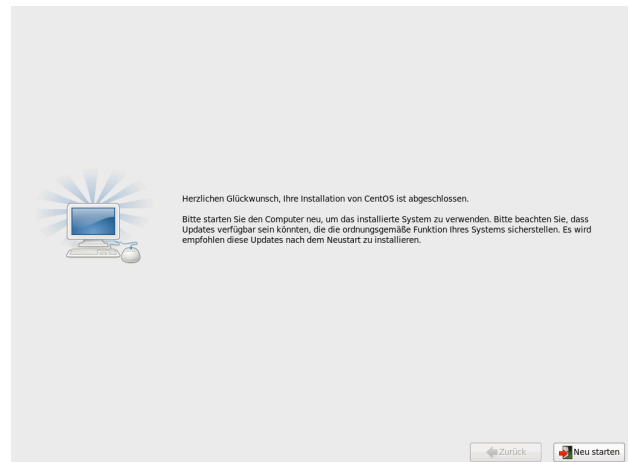 Herzlichen Glückwunsch, Ihre Installation von CentOS ist abgeschlossen.
Bitte starten Sie den Computer neu, um das installierte System zu verwenden. Bitte beachten Sie, dass
Updates verfügbar sein könnten, die die ordnungsgemäße Funktion Ihres Systems sicherstellen. Es wird
empfohlen diese Updates nach dem Neustart zu installieren.
Zurück
Neu starten